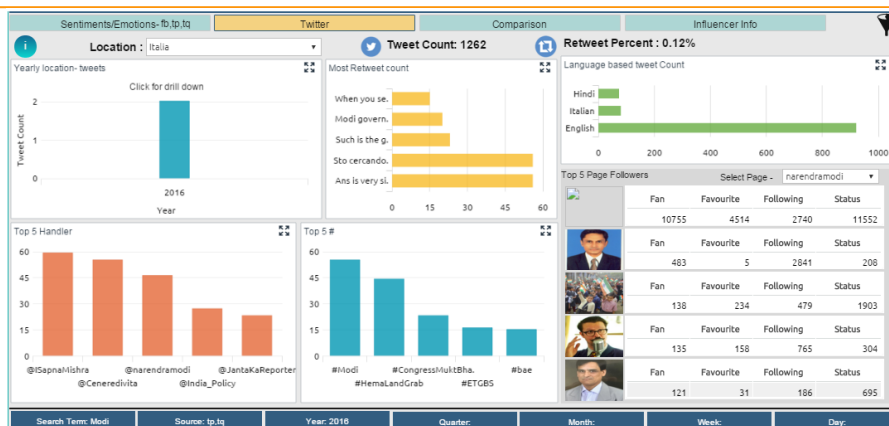 Sentiments/Emotions- fb,tp,tq
Twitter
Comparison
Influencer Info
i
Location : Italia
Tweet Count: 1262
Retweet Percent : 0.12%
Yearly location- tweets
Click for drill down
2
1
0
Tweet Count
2016
Year
Most Retweet count
When you se.
Modi govern.
Such is the g.
Sto cercando.
Ans is very si.
0 15 30 45 60
Language based tweet Count
Hindi
Italian
English
0 200 400 600 800 1000
Top 5 Handler
60
45
30
15
0
@ISapnaMishra @narendramodi @JantaKaReporter
@Ceneredivita @India_Policy
Top 5 #
60
45
30
15
0
#Modi #CongressMuktBha. #bae
#HemaLandGrab #ETGBS
Top 5 Page Followers
Select Page - narendramodi
Fan Favourite Following Status
10755 4514 2740 11552
Fan Favourite Following Status
483 5 2841 208
Fan Favourite Following Status
138 234 479 1903
Fan Favourite Following Status
135 158 765 304
Fan Favourite Following Status
121 31 186 695
Search Term: Modi
Source: tp,tq
Year: 2016
Quarter:
Month:
Week:
Day: